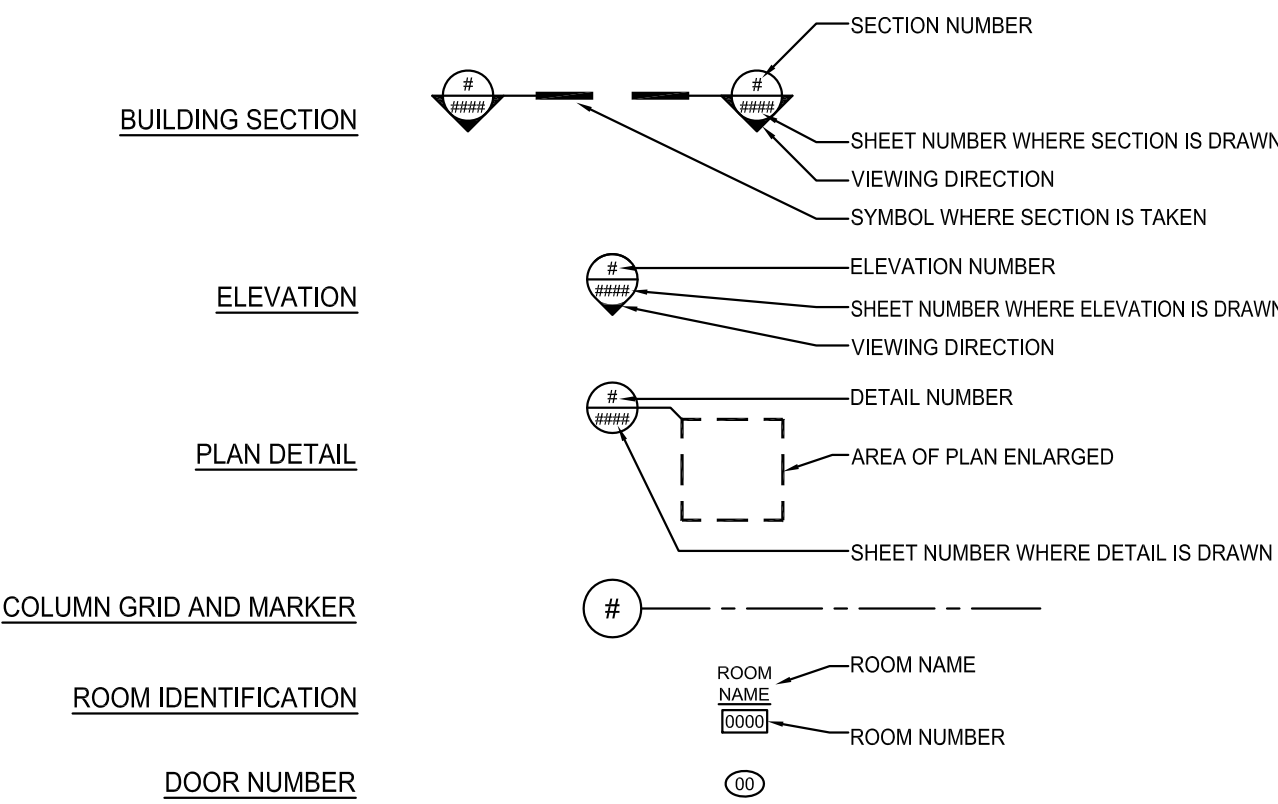 SECTION NUMBER
BUILDING SECTION
#
####
#
####
SHEET NUMBER WHERE SECTION IS DRAWN
VIEWING DIRECTION
SYMBOL WHERE SECTION IS TAKEN
ELEVATION
#
####
ELEVATION NUMBER
SHEET NUMBER WHERE ELEVATION IS DRAWN
VIEWING DIRECTION
PLAN DETAIL
#
####
DETAIL NUMBER
AREA OF PLAN ENLARGED
SHEET NUMBER WHERE DETAIL IS DRAWN
COLUMN GRID AND MARKER
#
ROOM IDENTIFICATION
ROOM
NAME
0000
ROOM NAME
ROOM NUMBER
DOOR NUMBER
00